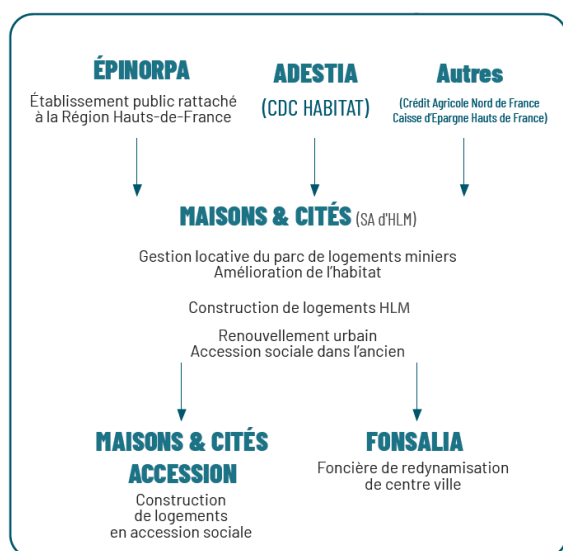 ÉPINORPA
Établissement public rattaché
à la Région Hauts-de-France
ADESTIA
(CDC HABITAT)
Autres
(Crédit Agricole Nord de France
Caisse d'Epargne Hauts de France)
MAISONS & CITÉS (SA d'HLM)
Gestion locative du parc de logements miniers
Amélioration de l'habitat
Construction de logements HLM
Renouvellement urbain
Accession sociale dans l'ancien
MAISONS & CITÉS
ACCESSION
Construction
de logements
en accession sociale
FONSALIA
Foncière de redynamisation
de centre ville